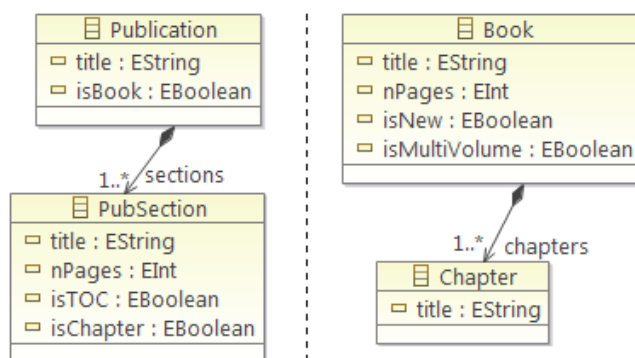 Publication
title : EString
isBook : EBoolean
1..* sections
PubSection
title : EString
nPages : EInt
isTOC : EBoolean
isChapter : EBoolean
Book
title : EString
nPages : EInt
isNew : EBoolean
isMultiVolume : EBoolean
1..* chapters
Chapter
title : EString